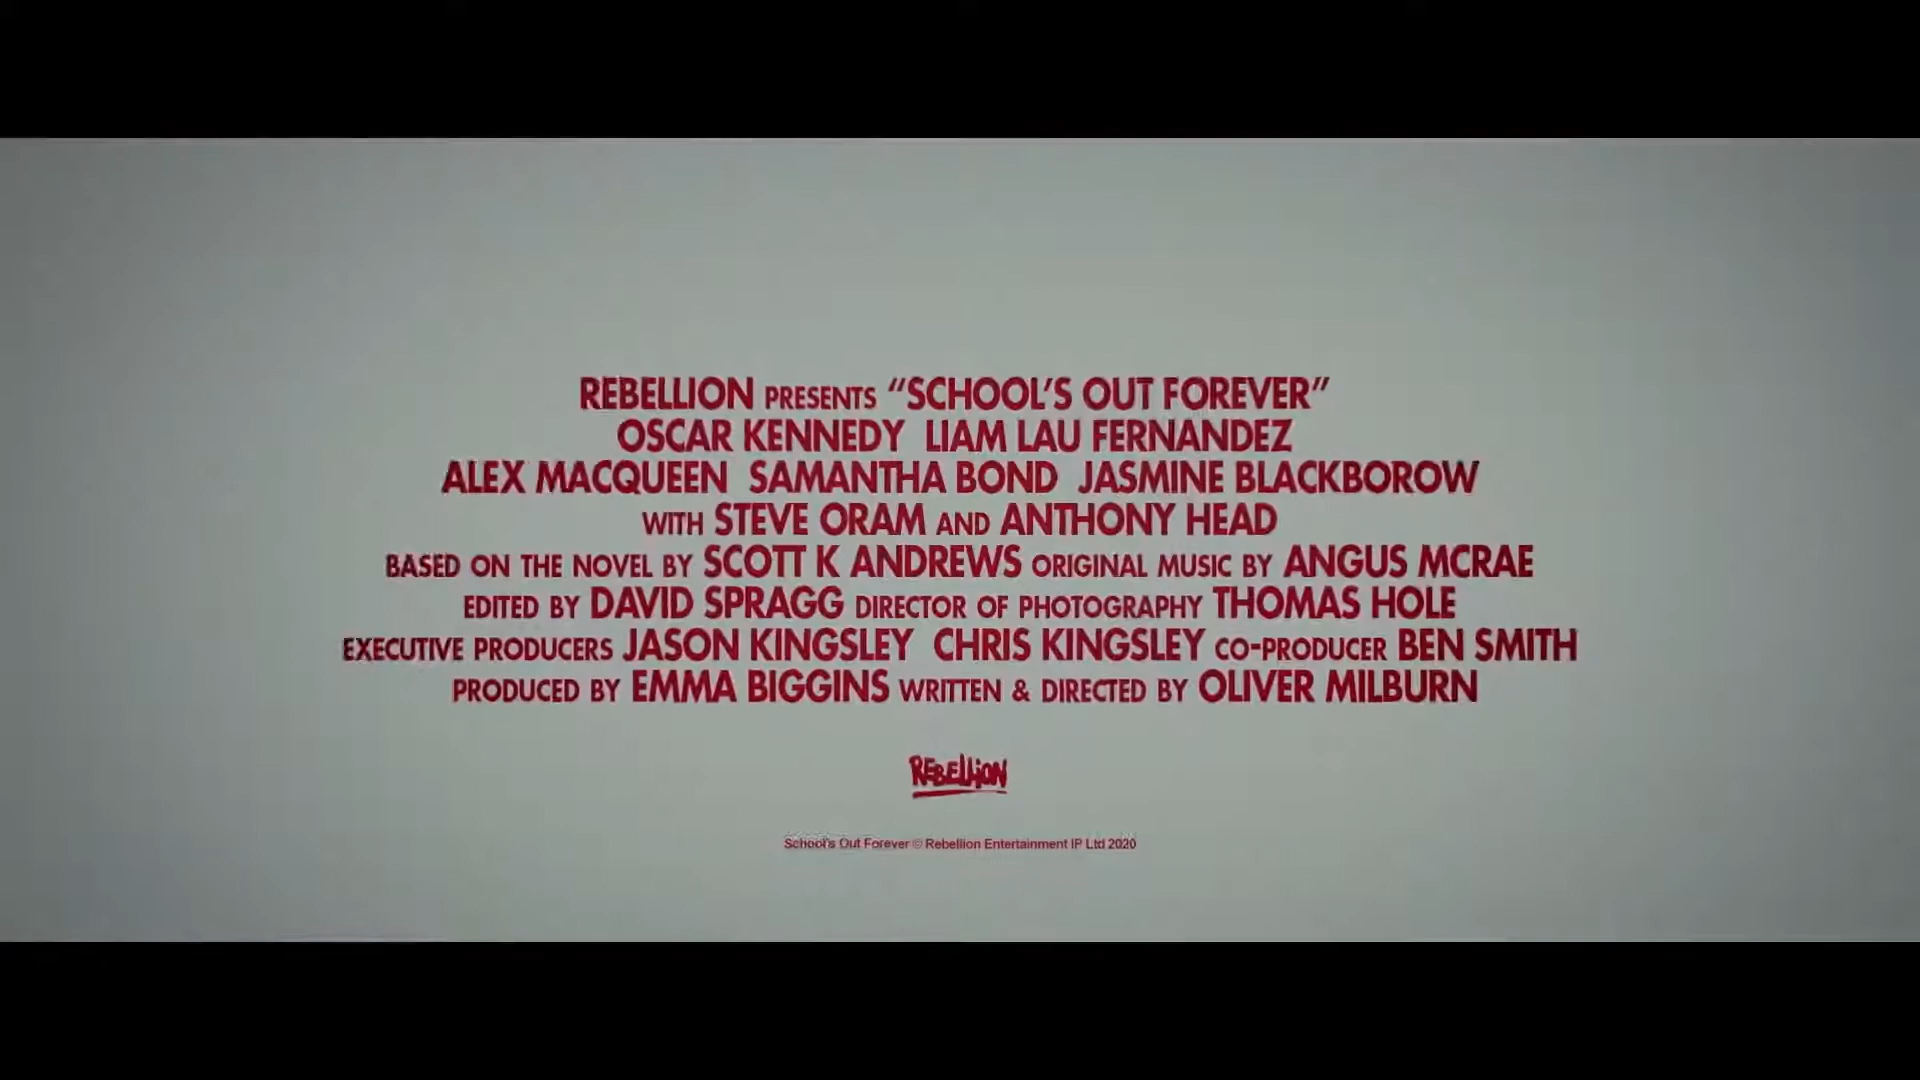 REBELLION PRESENTS “SCHOOL’S OUT FOREVER”
OSCAR KENNEDY LIAM LAU FERNANDEZ
ALEX MACQUEEN SAMANTHA BOND JASMINE BLACKBOROW
WITH STEVE ORAM AND ANTHONY HEAD
BASED ON THE NOVEL BY SCOTT K ANDREWS ORIGINAL MUSIC BY ANGUS MCRAE
EDITED BY DAVID SPRAGG DIRECTOR OF PHOTOGRAPHY THOMAS HOLE
EXECUTIVE PRODUCERS JASON KINGSLEY CHRIS KINGSLEY CO-PRODUCER BEN SMITH
PRODUCED BY EMMA BIGGINS WRITTEN & DIRECTED BY OLIVER MILBURN
REBELLION
School's Out Forever © Rebellion Entertainment IP Ltd 2020